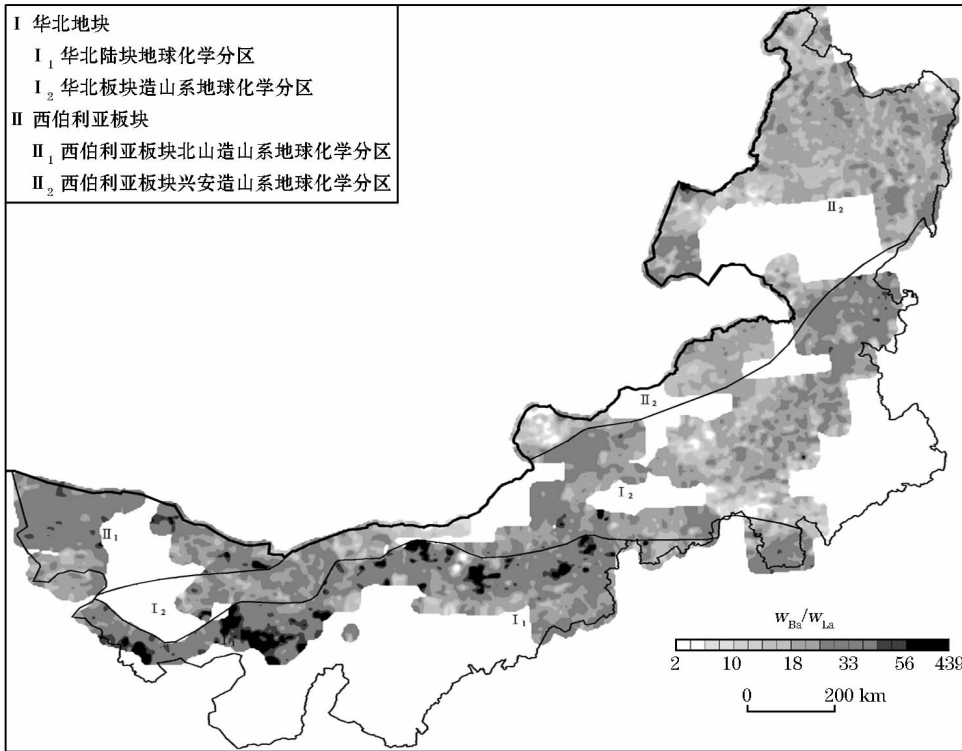 Ⅰ 华北地块
Ⅰ₁ 华北陆块地球化学分区
Ⅰ₂ 华北板块造山系地球化学分区
Ⅱ 西伯利亚板块
Ⅱ₁ 西伯利亚板块北山造山系地球化学分区
Ⅱ₂ 西伯利亚板块兴安造山系地球化学分区
Ⅱ₂
Ⅱ₂
Ⅰ₂
Ⅱ₁
Ⅰ₂
Ⅰ₁
w_Ba/w_La
2 10 18 33 56 439
0 200 km